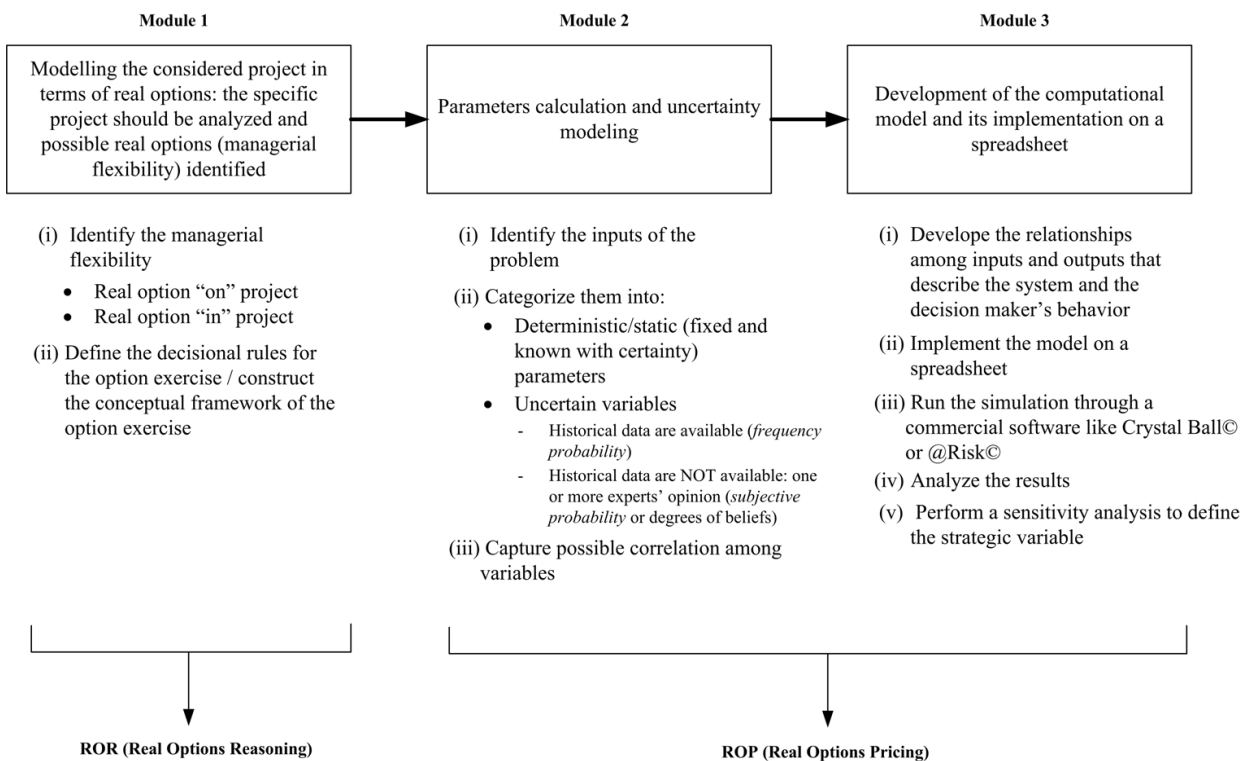 Module 1
Modelling the considered project in
terms of real options: the specific
project should be analyzed and
possible real options (managerial
flexibility) identified
(i) Identify the managerial
flexibility
• Real option “on” project
• Real option “in” project
(ii) Define the decisional rules for
the option exercise / construct
the conceptual framework of the
option exercise
ROR (Real Options Reasoning)
Module 2
Parameters calculation and uncertainty
modeling
(i) Identify the inputs of the
problem
(ii) Categorize them into:
• Deterministic/static (fixed and
known with certainty)
parameters
• Uncertain variables
- Historical data are available (frequency
probability)
- Historical data are NOT available: one
or more experts’ opinion (subjective
probability or degrees of beliefs)
(iii) Capture possible correlation among
variables
Module 3
Development of the computational
model and its implementation on a
spreadsheet
(i) Develope the relationships
among inputs and outputs that
describe the system and the
decision maker’s behavior
(ii) Implement the model on a
spreadsheet
(iii) Run the simulation through a
commercial software like Crystal Ball©
or @Risk©
(iv) Analyze the results
(v) Perform a sensitivity analysis to define
the strategic variable
ROP (Real Options Pricing)